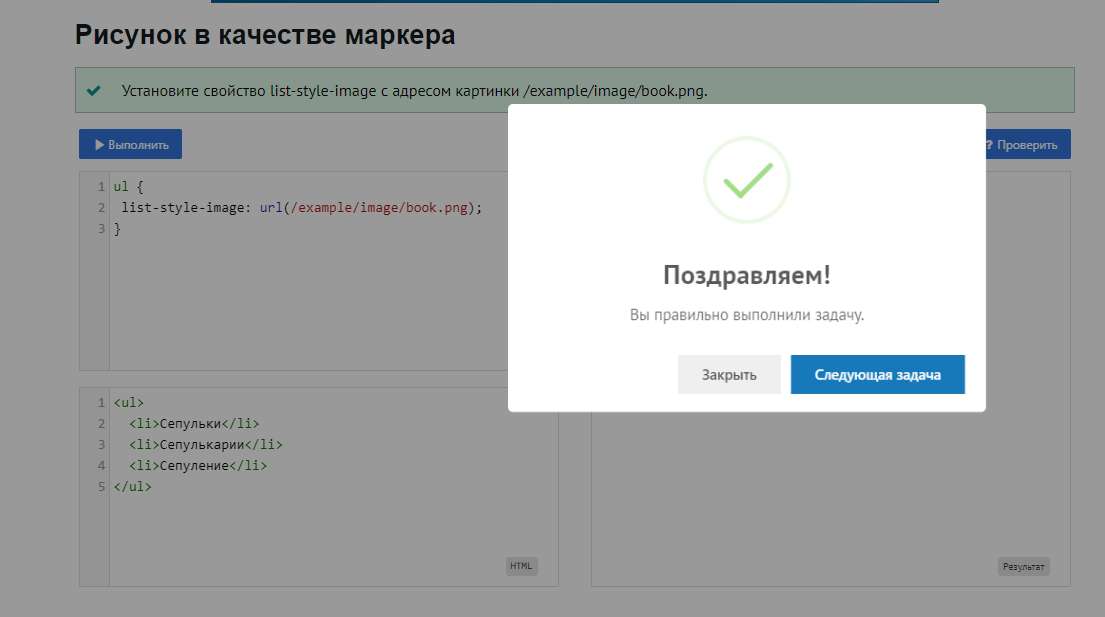 Рисунок в качестве маркера
Установите свойство list-style-image с адресом картинки /example/image/book.png.
Выполнить
? Проверить
1 ul {
2 list-style-image: url(/example/image/book.png);
3 }
Поздравляем!
Вы правильно выполнили задачу.
Закрыть
Следующая задача
1 <ul>
2 <li>Сепульки</li>
3 <li>Сепулькарии</li>
4 <li>Сепуление</li>
5 </ul>
HTML
Результат